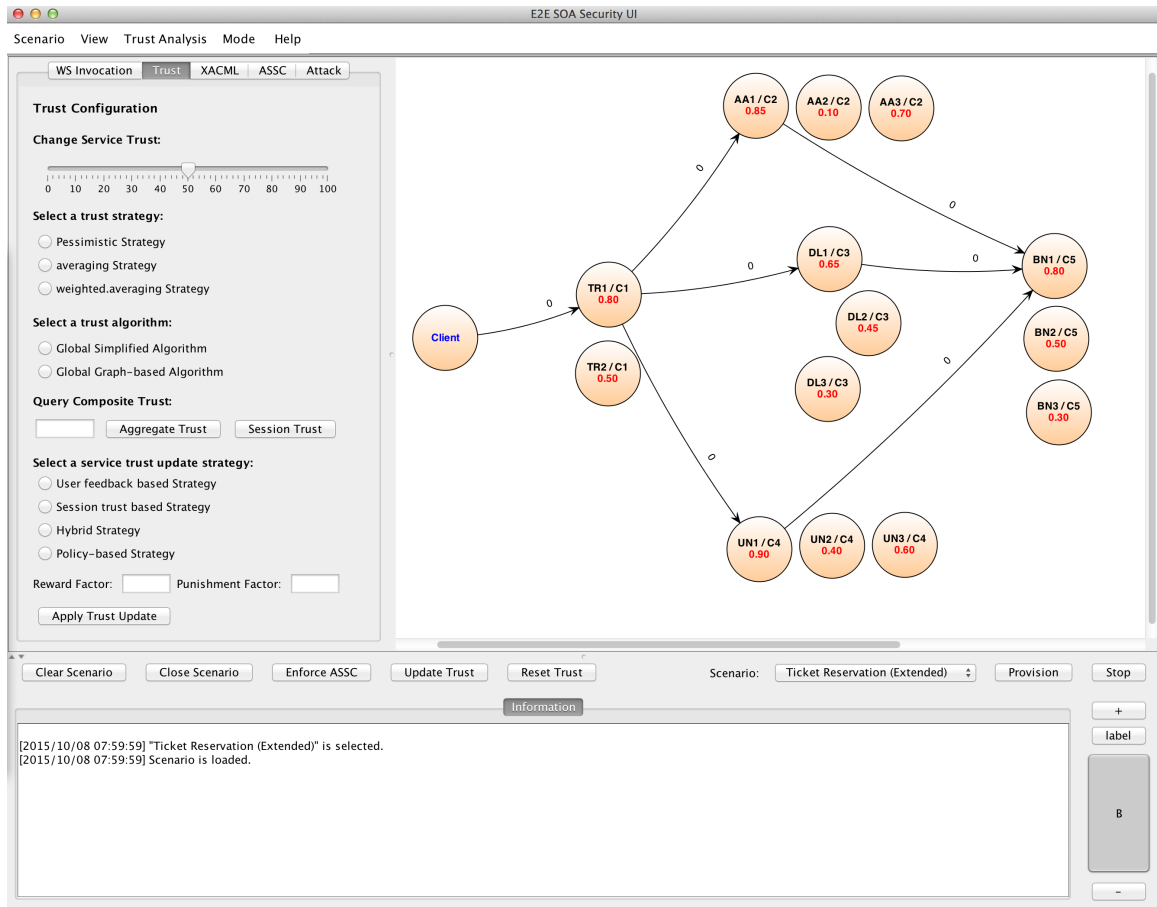 E2E SOA Security UI
Scenario View Trust Analysis Mode Help
WS Invocation Trust XACML ASSC Attack
Trust Configuration
Change Service Trust:
0 10 20 30 40 50 60 70 80 90 100
Select a trust strategy:
Pessimistic Strategy
averaging Strategy
weighted.averaging Strategy
Select a trust algorithm:
Global Simplified Algorithm
Global Graph-based Algorithm
Query Composite Trust:
Aggregate Trust Session Trust
Select a service trust update strategy:
User feedback based Strategy
Session trust based Strategy
Hybrid Strategy
Policy-based Strategy
Reward Factor: Punishment Factor:
Apply Trust Update
AA1 / C2
0.85
AA2 / C2
0.10
AA3 / C2
0.70
0
0
DL1 / C3
0.65
0
0
BN1 / C5
0.80
TR1 / C1
0.80
0
Client
DL2 / C3
0.45
BN2 / C5
0.50
TR2 / C1
0.50
0
DL3 / C3
0.30
BN3 / C5
0.30
0
UN1 / C4
0.90
UN2 / C4
0.40
UN3 / C4
0.60
Clear Scenario Close Scenario Enforce ASSC Update Trust Reset Trust Scenario: Ticket Reservation (Extended) Provision Stop
Information
[2015/10/08 07:59:59] "Ticket Reservation (Extended)" is selected.
[2015/10/08 07:59:59] Scenario is loaded.
+
label
B
-